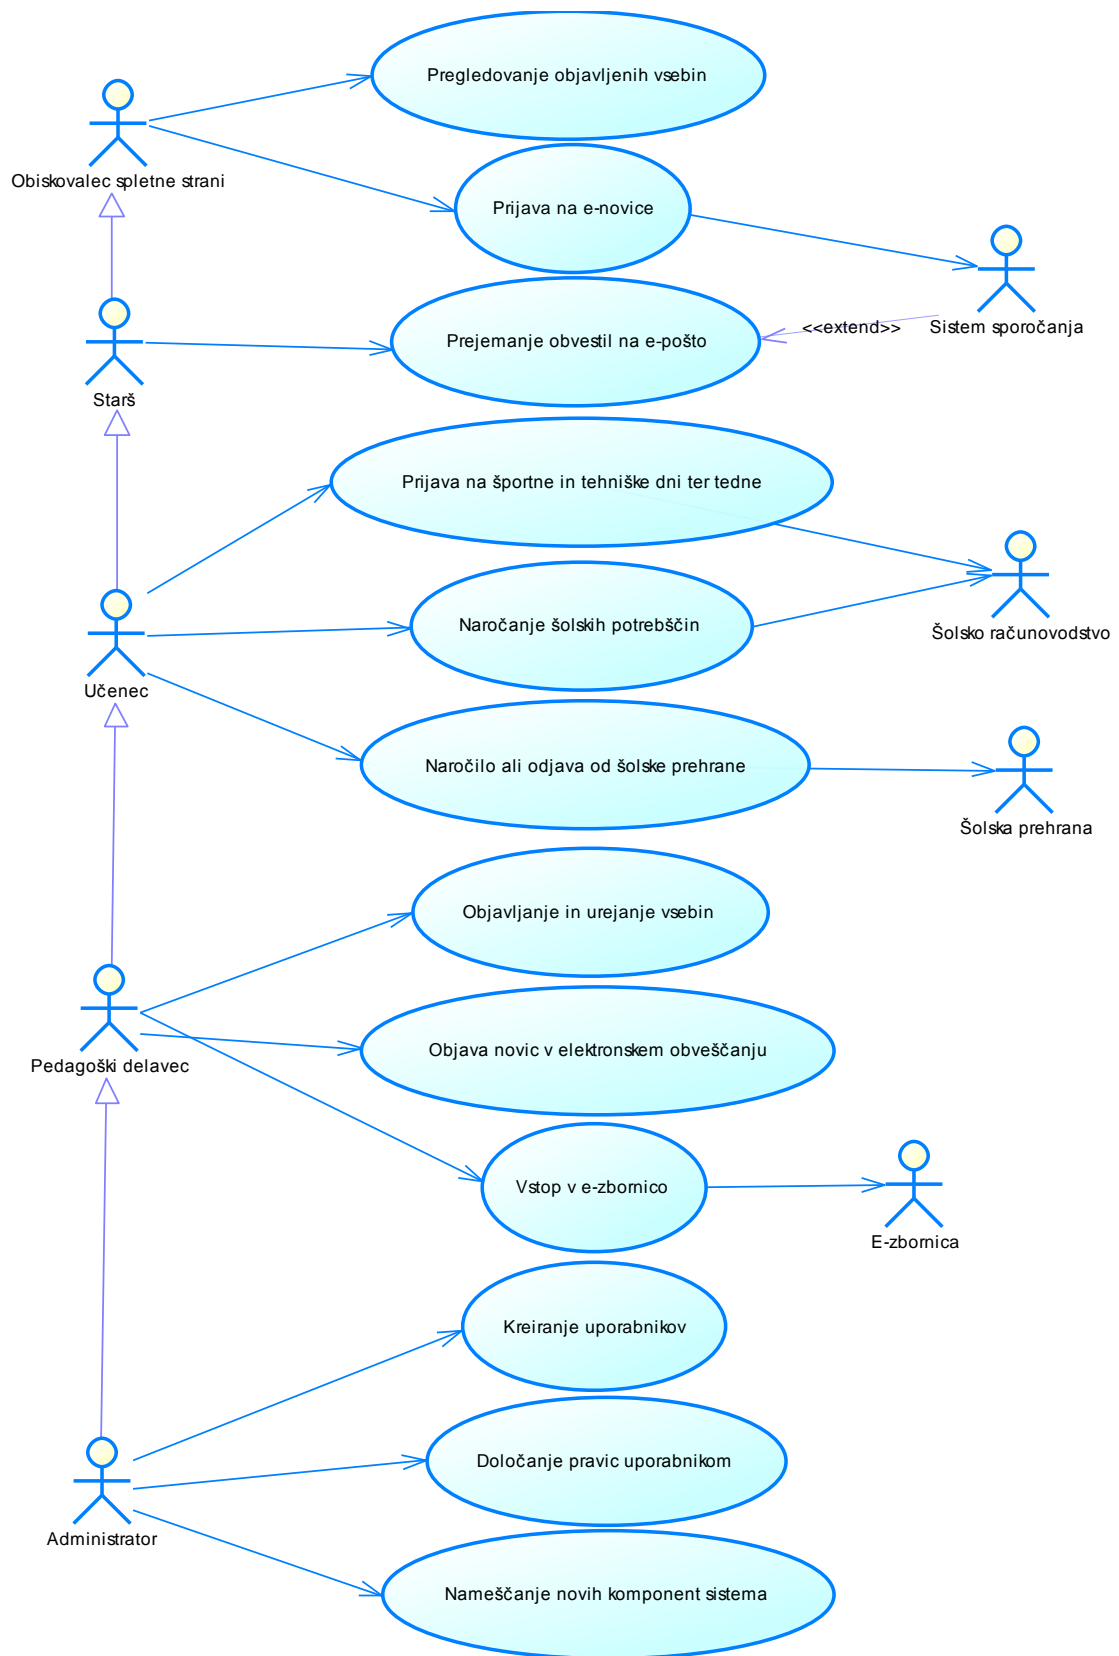 Pregledovanje objavljenih vsebin
Obiskovalec spletne strani
Prijava na e-novice
Sistem sporočanja
<<extend>>
Prejemanje obvestil na e-pošto
Starš
Prijava na športne in tehniške dni ter tedne
Šolsko računovodstvo
Naročanje šolskih potrebščin
Učenec
Naročilo ali odjava od šolske prehrane
Šolska prehrana
Objavljanje in urejanje vsebin
Pedagoški delavec
Objava novic v elektronskem obveščanju
Vstop v e-zbornico
E-zbornica
Kreiranje uporabnikov
Določanje pravic uporabnikom
Administrator
Nameščanje novih komponent sistema